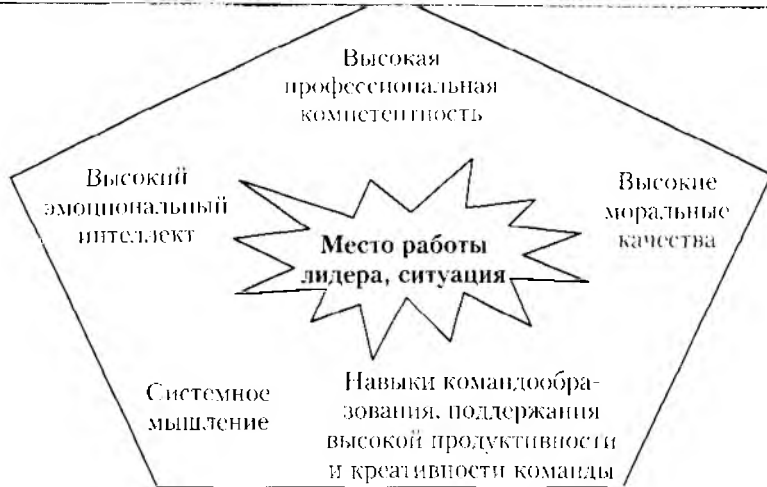 Высокая
профессиональная
компетентность
Высокий
эмоциональный
интеллект
Высокие
моральные
качества
Место работы
лидера, ситуация
Системное
мышление
Навыки командообра-
зования, поддержания
высокой продуктивности
и креативности команды